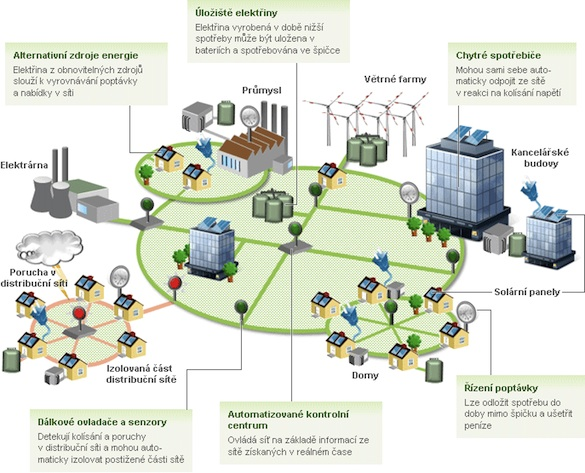 Úložiště elektřiny
Elektřina vyrobená v době nižší
spotřeby může být uložena v
bateriích a spotřebována ve špičce
Alternativní zdroje energie
Elektřina z obnovitelných zdrojů
slouží k vyrovnávání poptávky
a nabídky v síti
Chytré spotřebiče
Mohou sami sebe auto-
maticky odpojit ze sítě
v reakci na kolísání napětí
Průmysl
Větrné farmy
Kancelářské
budovy
Elektrárna
Porucha v
distribuční síti
Solární panely
Izolovaná část
distribuční sítě
Domy
Dálkové ovladače a senzory
Detekují kolísání a poruchy
v distribuční síti a mohou auto-
maticky izolovat postižené části sítě
Automatizované kontrolní
centrum
Ovládá síť na základě informací ze
sítě získaných v reálném čase
Řízení poptávky
Lze odložit spotřebu do
doby mimo špičku a ušetřit
peníze